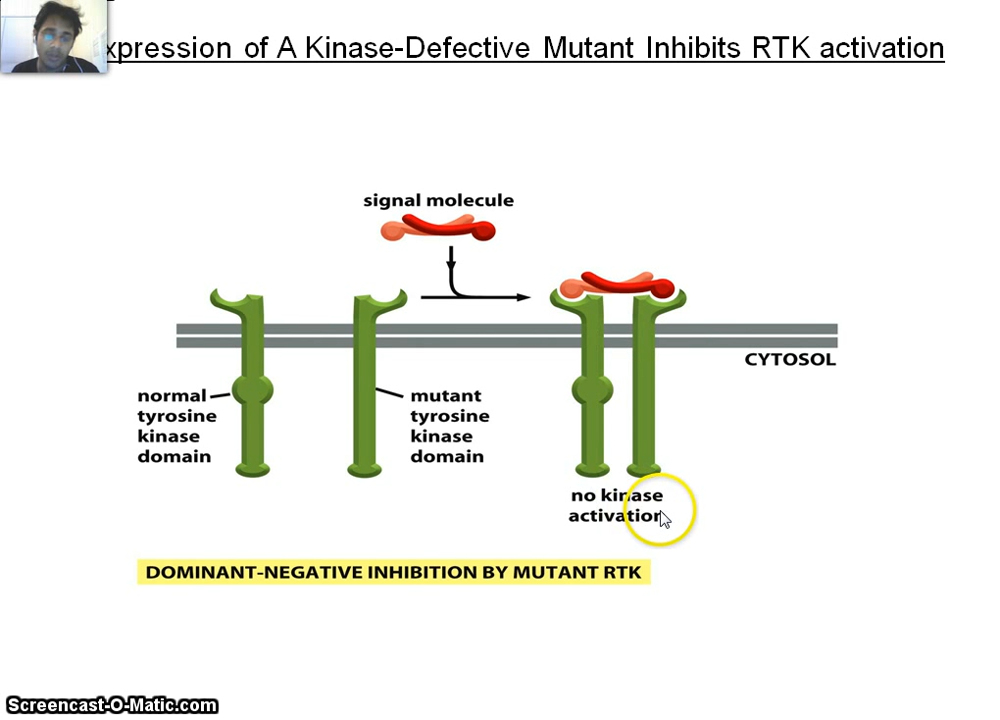 xpression of A Kinase-Defective Mutant Inhibits RTK activation
signal molecule
CYTOSOL
normal
tyrosine
kinase
domain
mutant
tyrosine
kinase
domain
no kinase
activation
DOMINANT-NEGATIVE INHIBITION BY MUTANT RTK
Screencast-O-Matic.com